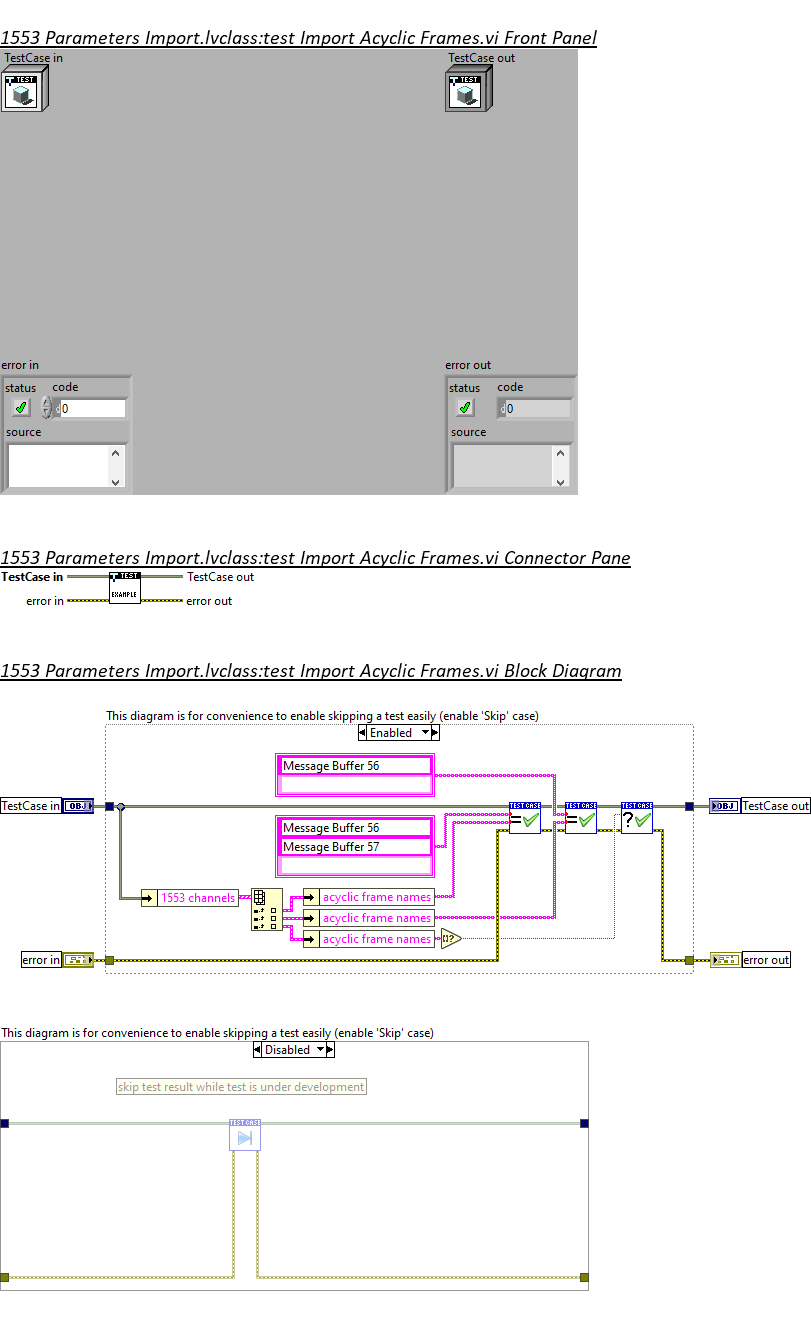 1553 Parameters Import.lvclass:test Import Acyclic Frames.vi Front Panel
TestCase in
TestCase out
TEST
TEST
error in
error out
status code
0
source
status code
0
source
1553 Parameters Import.lvclass:test Import Acyclic Frames.vi Connector Pane
TestCase in
TEST
EXAMPLE
TestCase out
error in
error out
1553 Parameters Import.lvclass:test Import Acyclic Frames.vi Block Diagram
This diagram is for convenience to enable skipping a test easily (enable 'Skip' case)
Enabled
Message Buffer 56
TestCase in
OBJ
TEST CASE
=
TEST CASE
=
TEST CASE
?
OBJ
TestCase out
Message Buffer 56
Message Buffer 57
1553 channels
acyclic frame names
acyclic frame names
acyclic frame names
[]?
error in
error out
This diagram is for convenience to enable skipping a test easily (enable 'Skip' case)
Disabled
skip test result while test is under development
TEST CASE